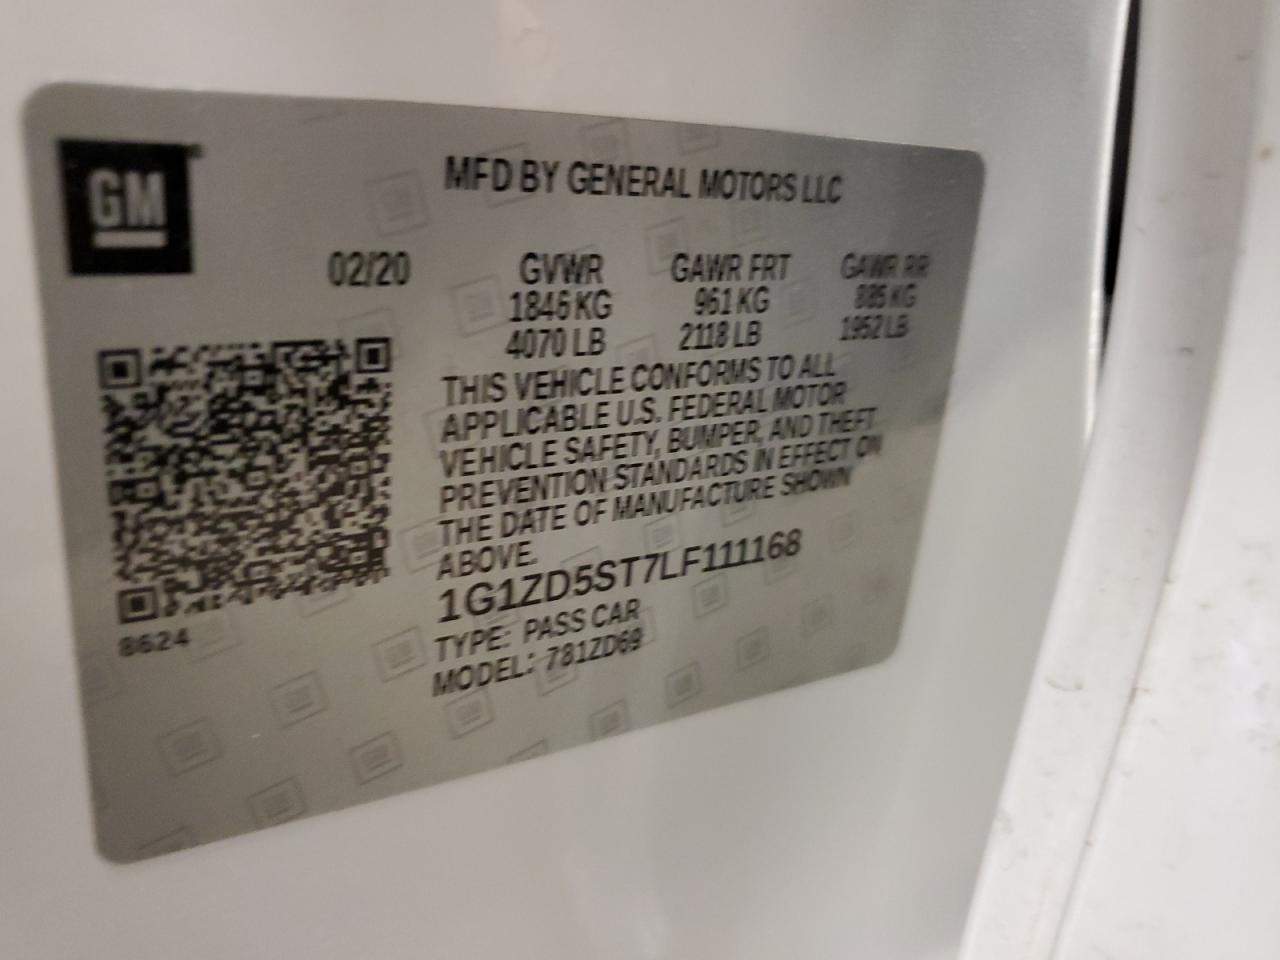 GM
MFD BY GENERAL MOTORS LLC
02/20 GVWR GAWR FRT GAWR RR
1846 KG 961 KG 885 KG
4070 LB 2118 LB 1952 LB
THIS VEHICLE CONFORMS TO ALL
APPLICABLE U.S. FEDERAL MOTOR
VEHICLE SAFETY, BUMPER, AND THEFT
PREVENTION STANDARDS IN EFFECT ON
THE DATE OF MANUFACTURE SHOWN
ABOVE.
1G1ZD5ST7LF111168
TYPE: PASS CAR
MODEL: 781ZD69
8624